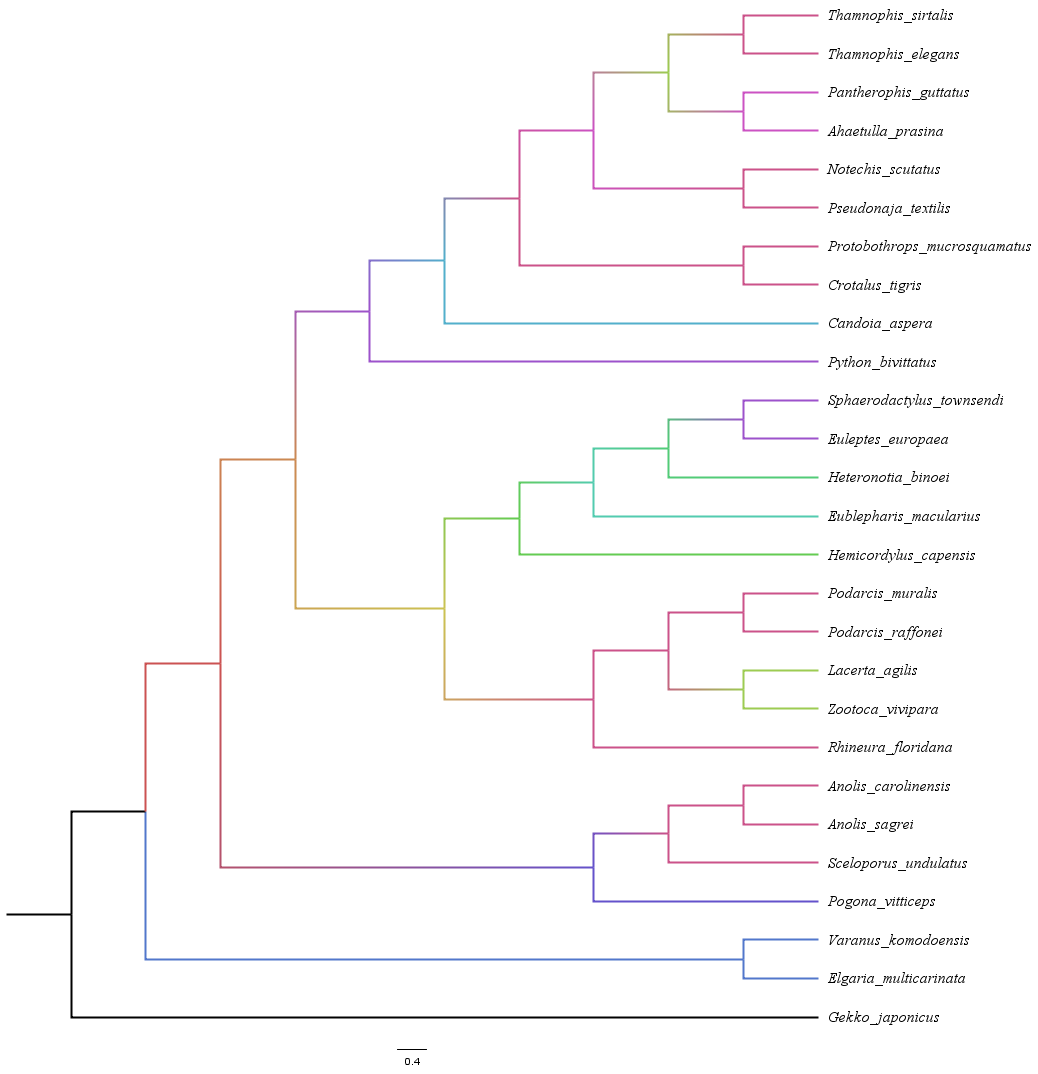 Thamnophis_sirtalis
Thamnophis_elegans
Pantherophis_guttatus
Ahaetulla_prasina
Notechis_scutatus
Pseudonaja_textilis
Protobothrops_mucrosquamatus
Crotalus_tigris
Candoia_aspera
Python_bivittatus
Sphaerodactylus_townsendi
Euleptes_europaea
Heteronotia_binoei
Eublepharis_macularius
Hemicordylus_capensis
Podarcis_muralis
Podarcis_raffonei
Lacerta_agilis
Zootoca_vivipara
Rhineura_floridana
Anolis_carolinensis
Anolis_sagrei
Sceloporus_undulatus
Pogona_vitticeps
Varanus_komodoensis
Elgaria_multicarinata
Gekko_japonicus
0.4